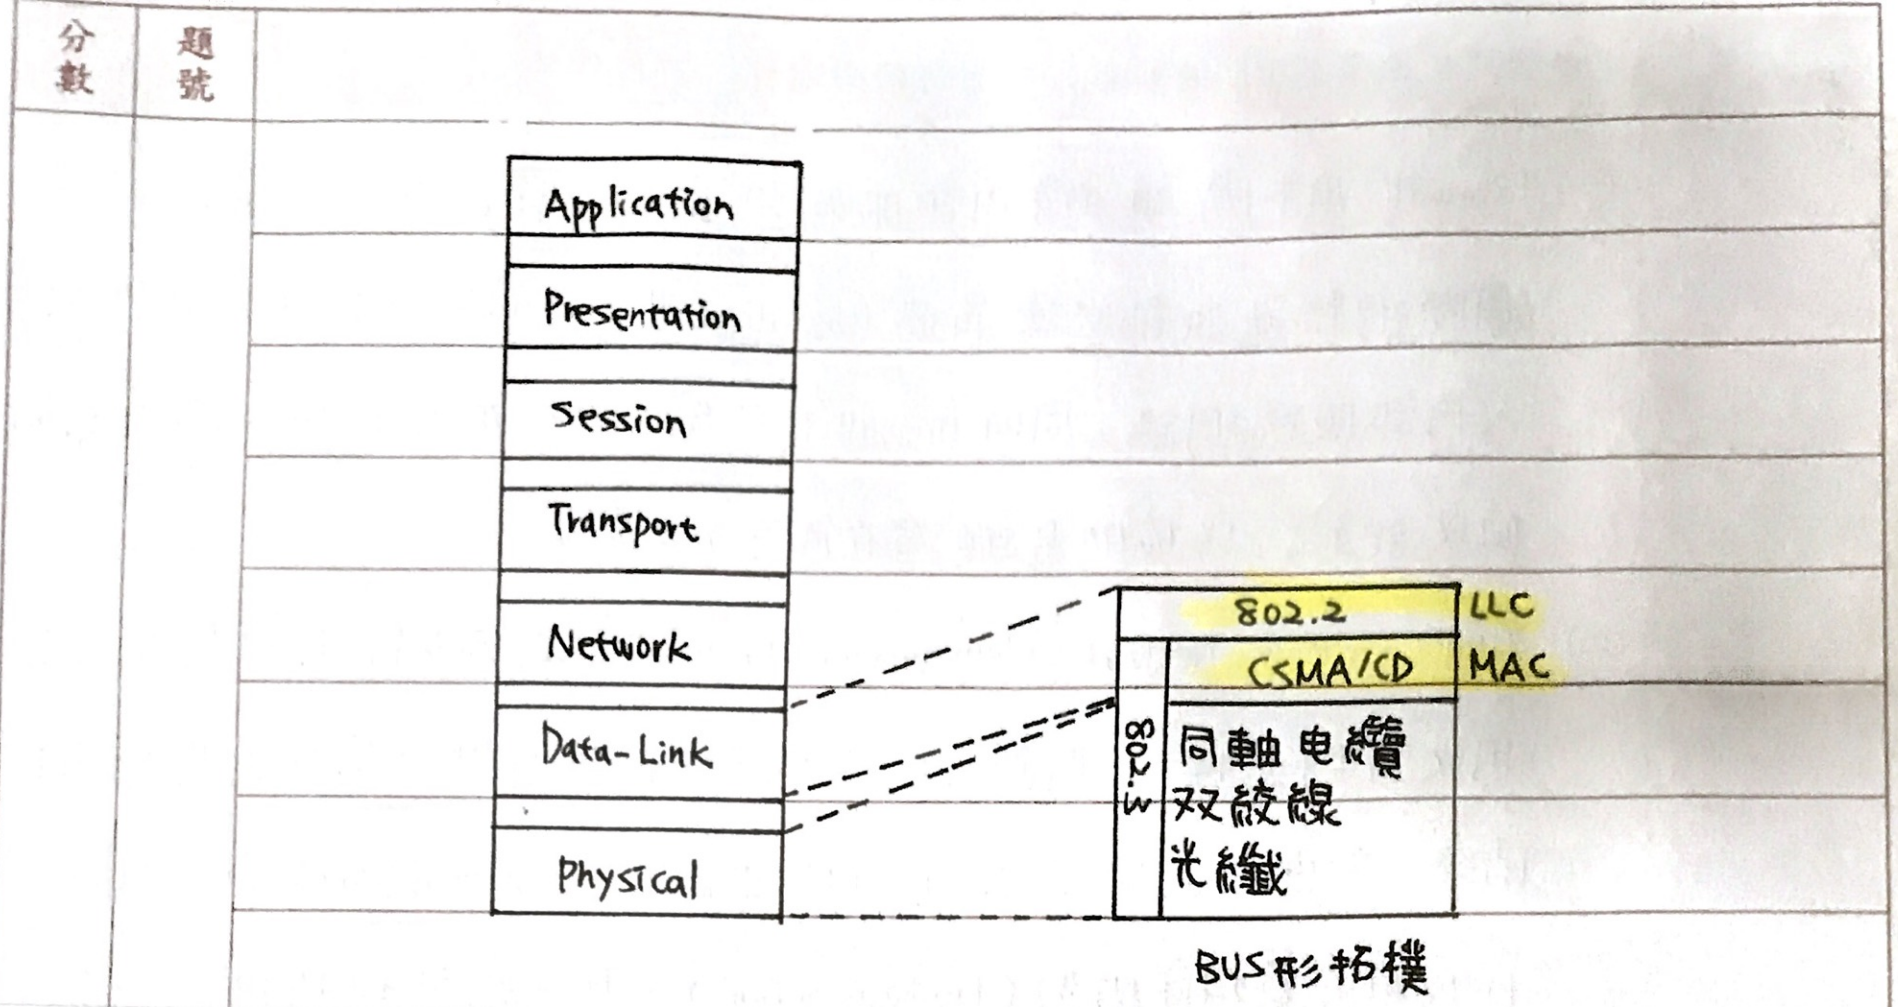 分數
題號
Application
Presentation
Session
Transport
Network
Data-Link
Physical
802.2 LLC
CSMA/CD MAC
802.3
同軸电纜
双絞線
光纖
BUS形拓樸